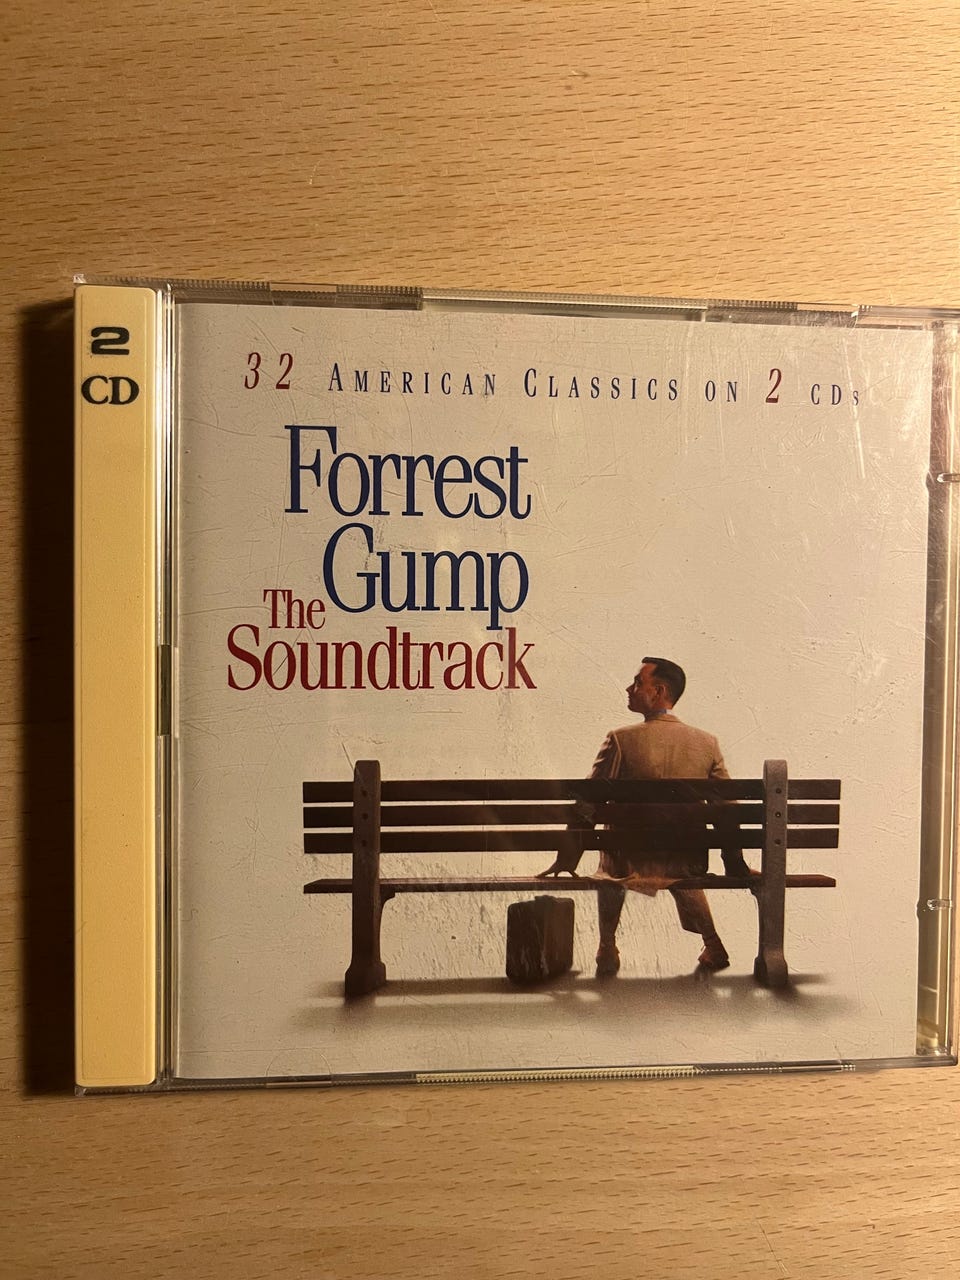 2
CD
32 AMERICAN CLASSICS ON 2 CDs
Forrest
Gump
The
Soundtrack